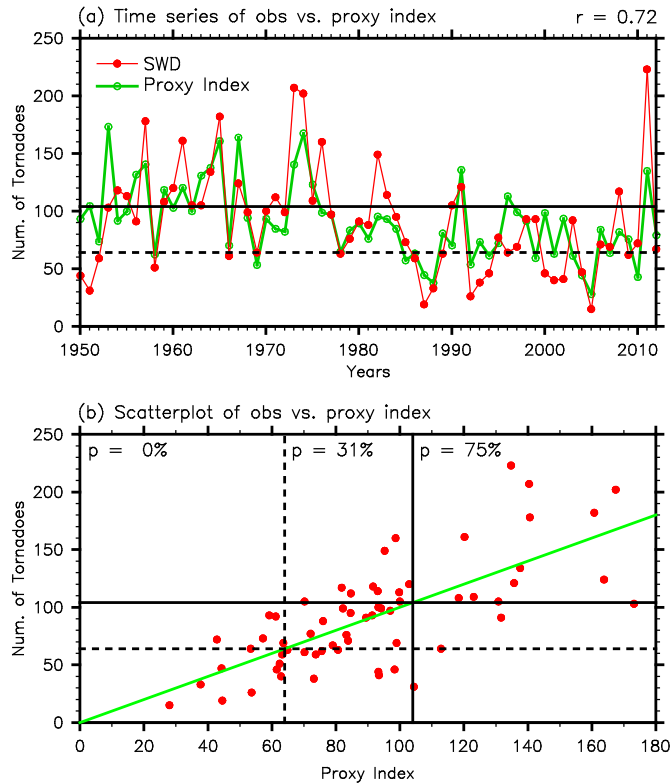 (a) Time series of obs vs. proxy index r = 0.72
250
200
150
100
50
0
Num. of Tornadoes
SWD
Proxy Index
1950 1960 1970 1980 1990 2000 2010
Years
(b) Scatterplot of obs vs. proxy index
250
200
150
100
50
0
Num. of Tornadoes
p = 0% p = 31% p = 75%
0 20 40 60 80 100 120 140 160 180
Proxy Index